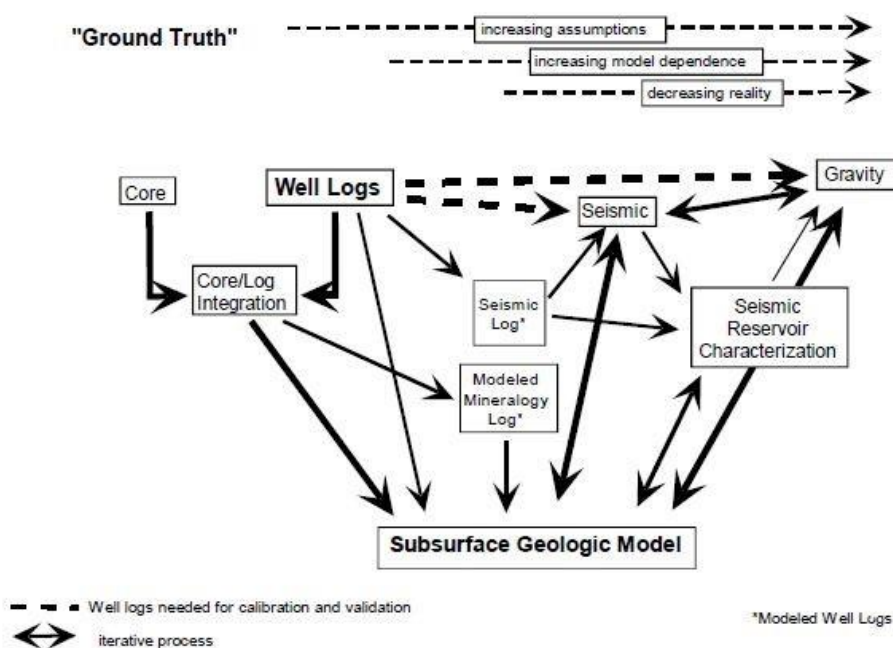 "Ground Truth"
increasing assumptions
increasing model dependence
decreasing reality
Core
Well Logs
Gravity
Seismic
Core/Log
Integration
Seismic
Log*
Seismic
Reservoir
Characterization
Modeled
Mineralogy
Log*
Subsurface Geologic Model
Well logs needed for calibration and validation
*Modeled Well Logs
iterative process